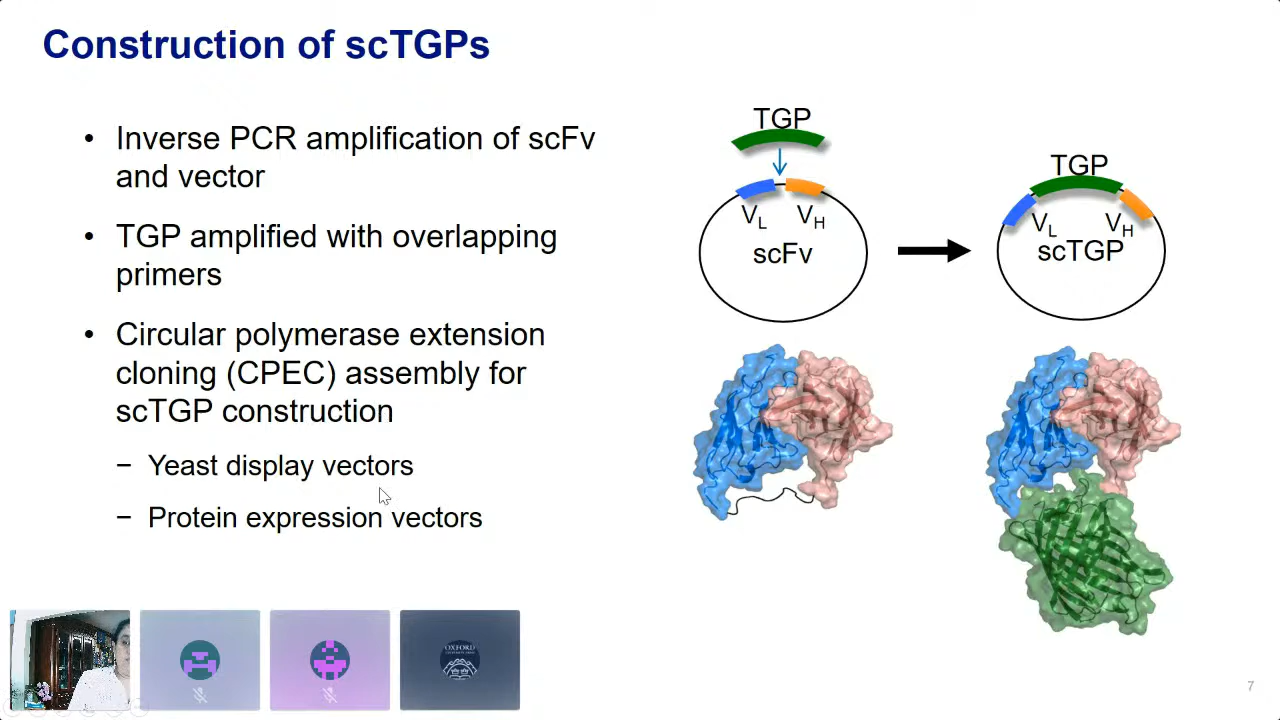 Construction of scTGPs
• Inverse PCR amplification of scFv
and vector
• TGP amplified with overlapping
primers
• Circular polymerase extension
cloning (CPEC) assembly for
scTGP construction
− Yeast display vectors
− Protein expression vectors
TGP
VL VH
scFv
TGP
VL VH
scTGP
OXFORD
7